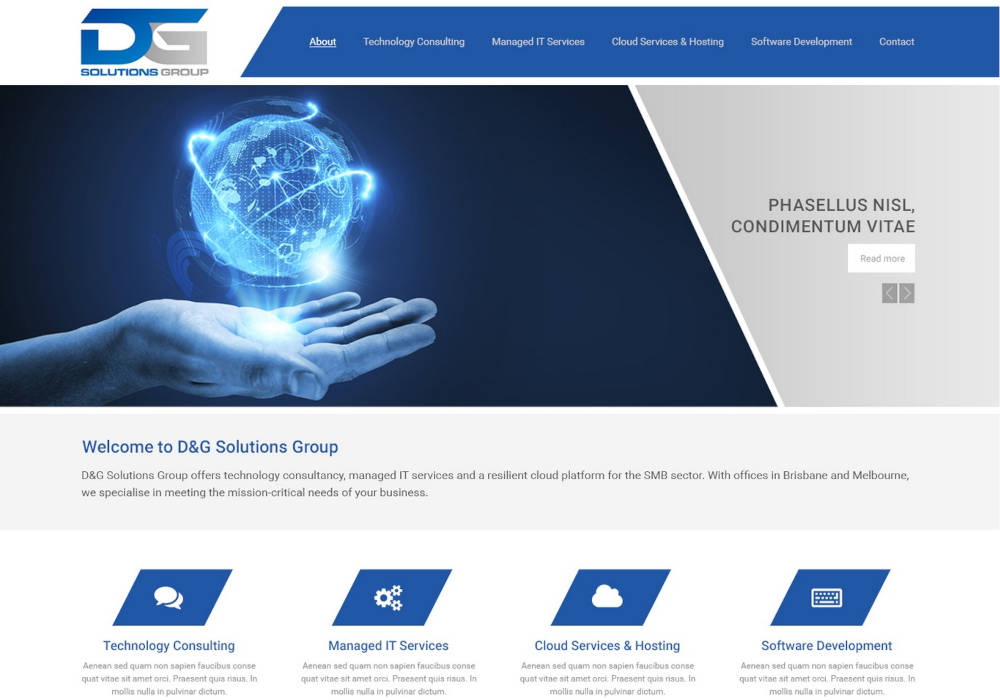 DG
SOLUTIONS GROUP
About Technology Consulting Managed IT Services Cloud Services & Hosting Software Development Contact
PHASELLUS NISL,
CONDIMENTUM VITAE
Read more
Welcome to D&G Solutions Group
D&G Solutions Group offers technology consultancy, managed IT services and a resilient cloud platform for the SMB sector. With offices in Brisbane and Melbourne,
we specialise in meeting the mission-critical needs of your business.
Technology Consulting
Aenean sed quam non sapien faucibus conse
quat vitae sit amet orci. Praesent quis risus. In
mollis nulla in pulvinar dictum.
Managed IT Services
Aenean sed quam non sapien faucibus conse
quat vitae sit amet orci. Praesent quis risus. In
mollis nulla in pulvinar dictum.
Cloud Services & Hosting
Aenean sed quam non sapien faucibus conse
quat vitae sit amet orci. Praesent quis risus. In
mollis nulla in pulvinar dictum.
Software Development
Aenean sed quam non sapien faucibus conse
quat vitae sit amet orci. Praesent quis risus. In
mollis nulla in pulvinar dictum.